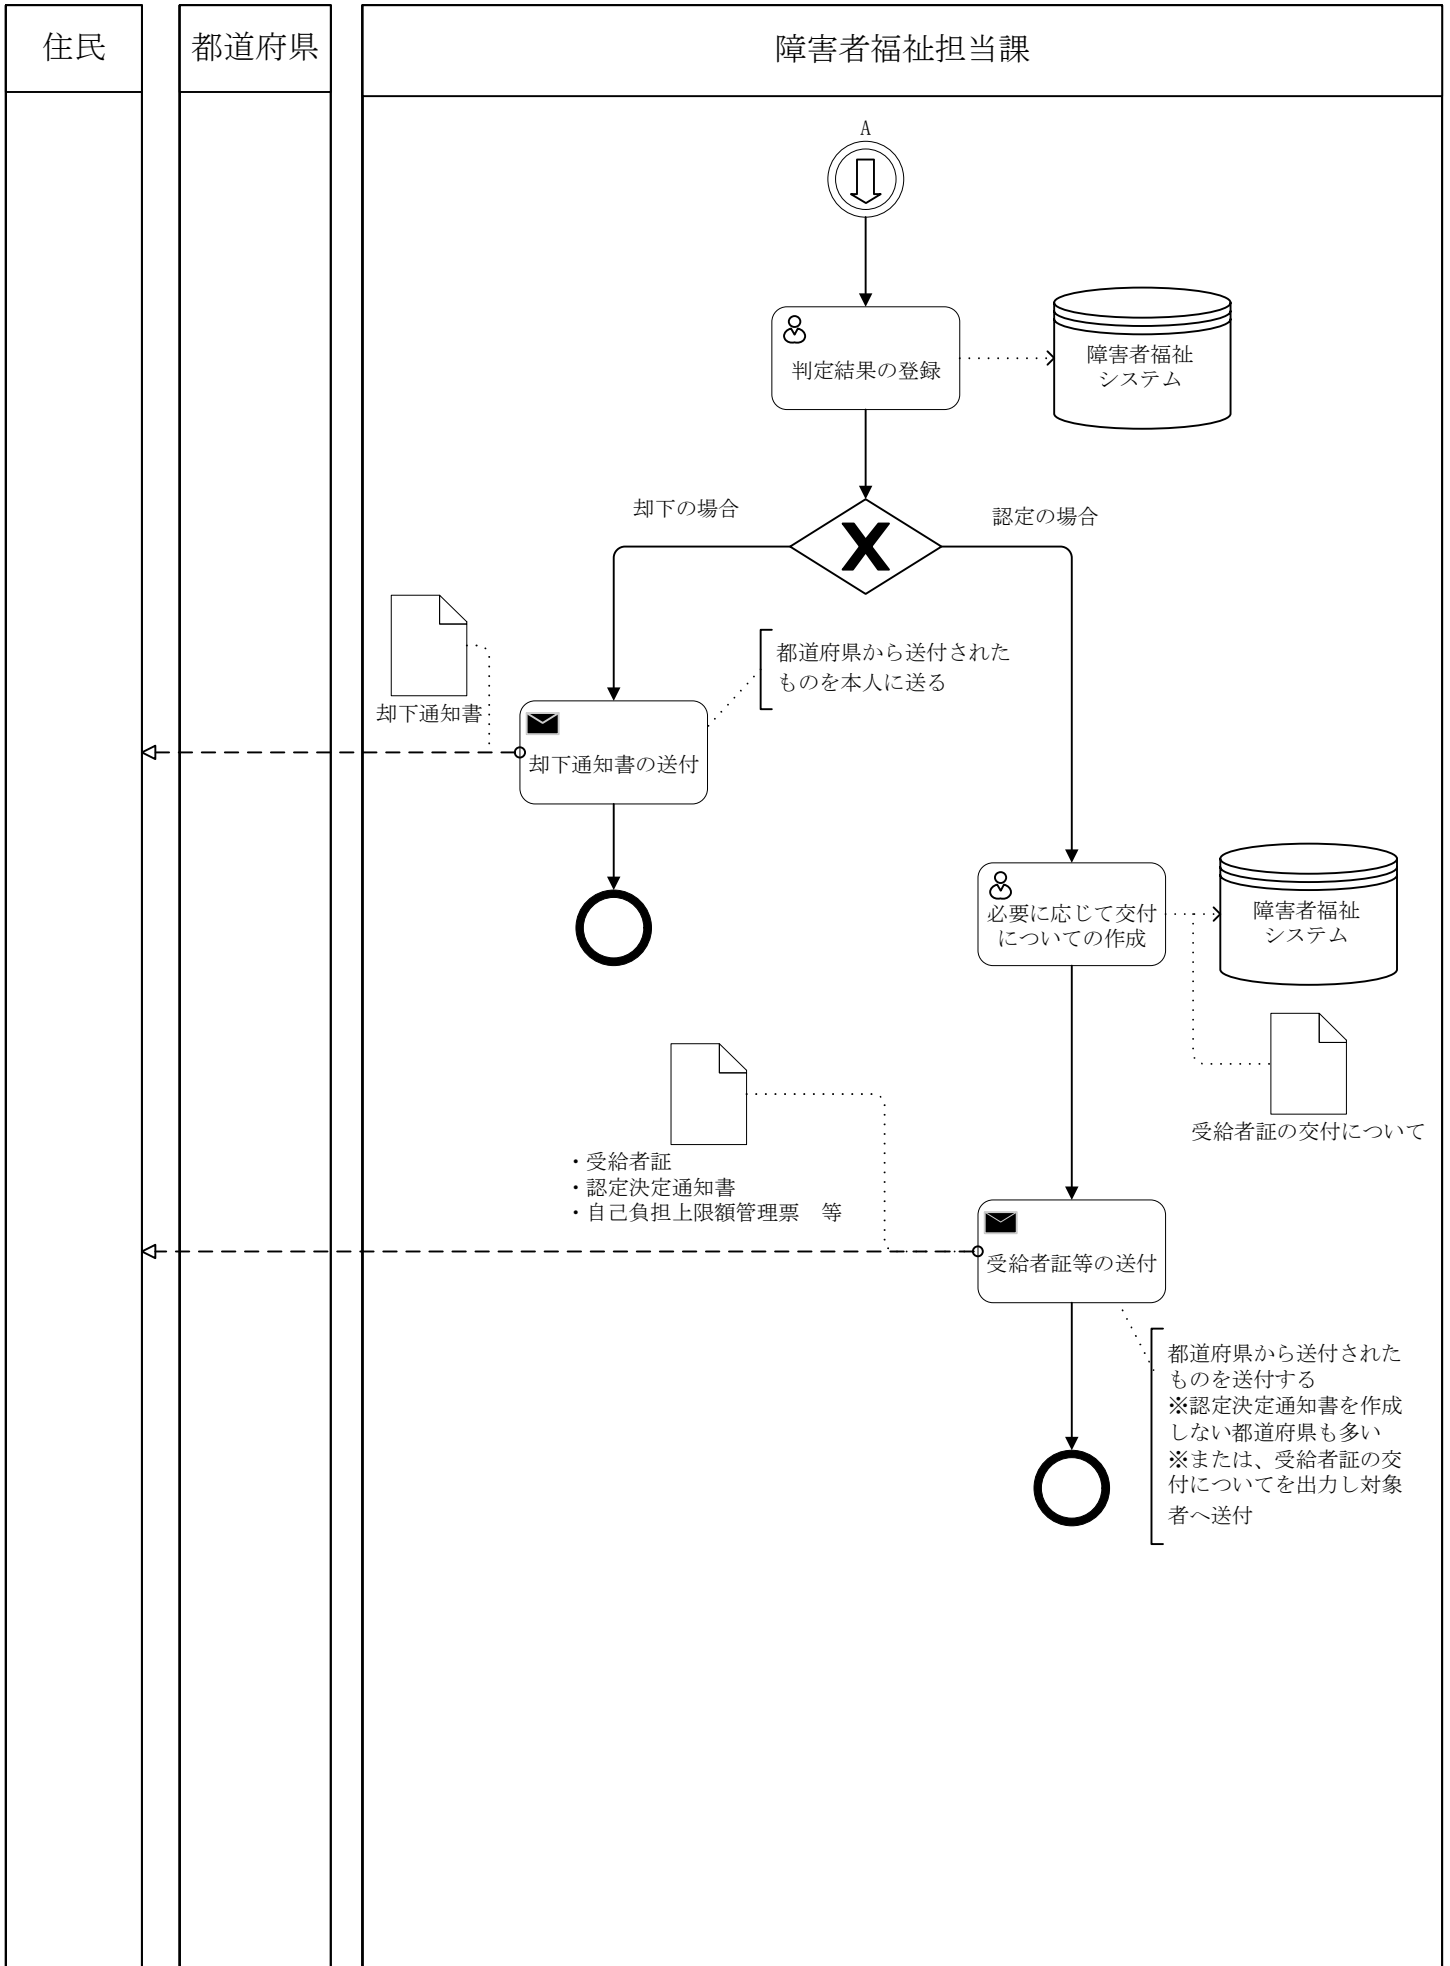 住民
都道府県
障害者福祉担当課
A
判定結果の登録
障害者福祉
システム
却下の場合
認定の場合
都道府県から送付された
ものを本人に送る
却下通知書
却下通知書の送付
必要に応じて交付
についての作成
障害者福祉
システム
受給者証の交付について
・受給者証
・認定決定通知書
・自己負担上限額管理票　等
受給者証等の送付
都道府県から送付された
ものを送付する
※認定決定通知書を作成
しない都道府県も多い
※または、受給者証の交
付についてを出力し対象
者へ送付